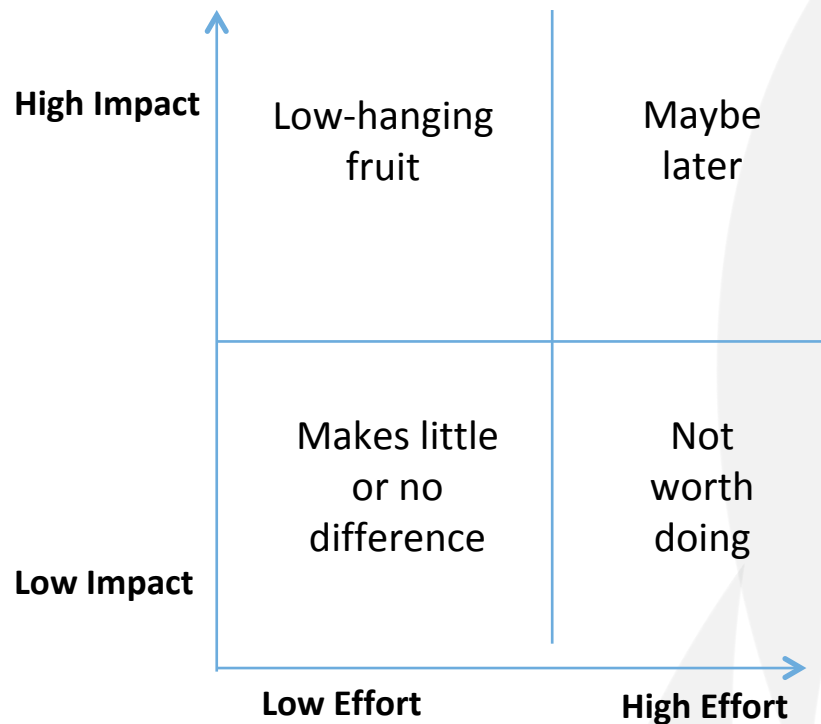 High Impact
Low-hanging
fruit
Maybe
later
Makes little
or no
difference
Not
worth
doing
Low Impact
Low Effort
High Effort